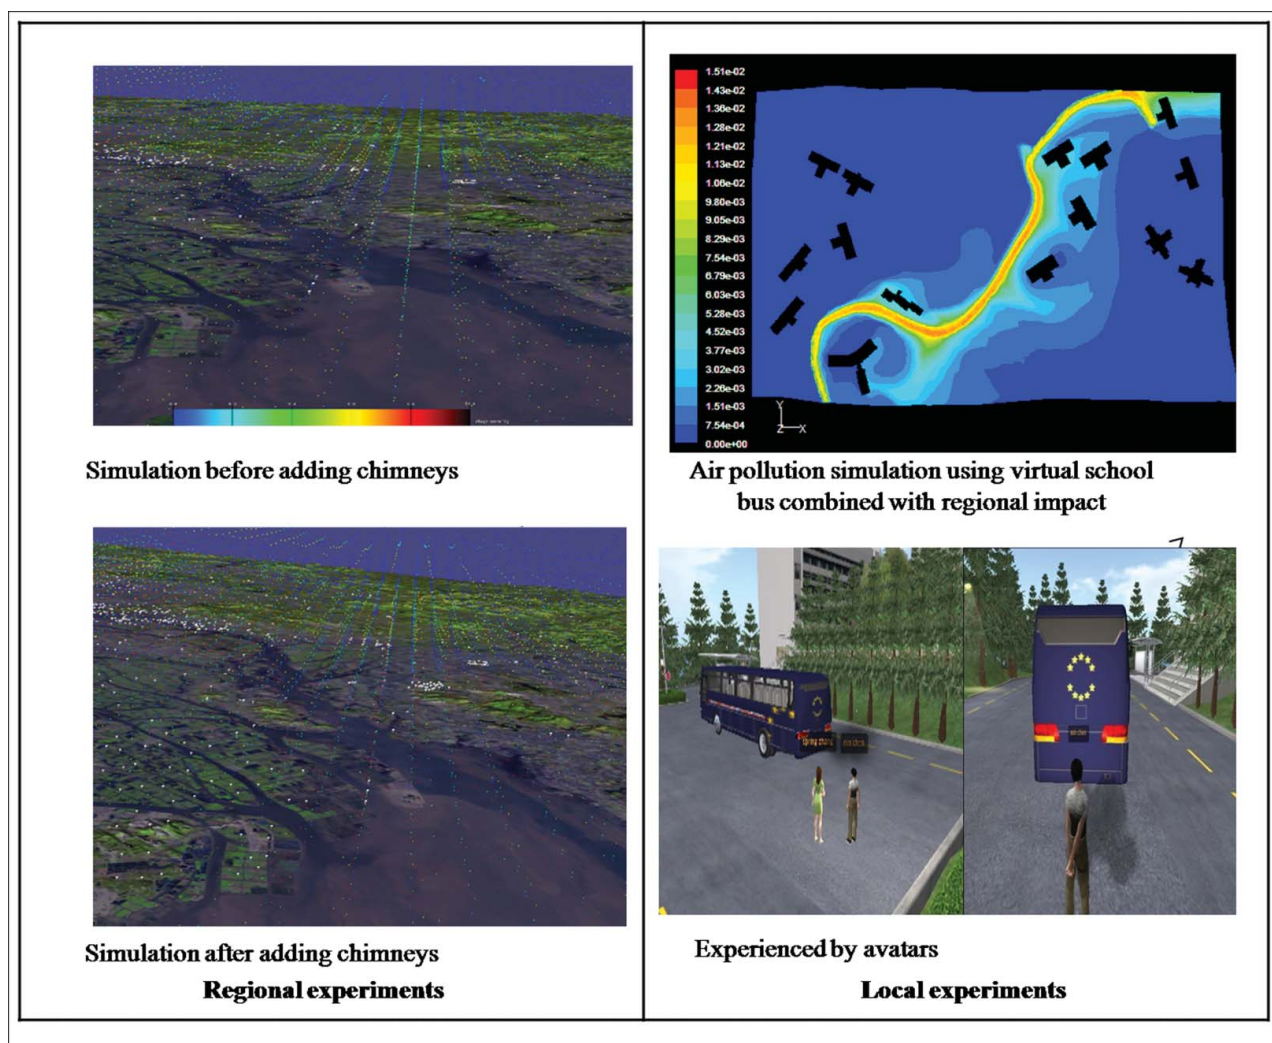 Simulation before adding chimneys
Simulation after adding chimneys
Regional experiments
1.51e-02
1.43e-02
1.36e-02
1.28e-02
1.21e-02
1.13e-02
1.06e-02
9.80e-03
9.05e-03
8.29e-03
7.54e-03
6.79e-03
6.03e-03
5.28e-03
4.52e-03
3.77e-03
3.02e-03
2.26e-03
1.51e-03
7.54e-04
0.00e+00
Y
Z X
Air pollution simulation using virtual school
bus combined with regional impact
Experienced by avatars
Local experiments